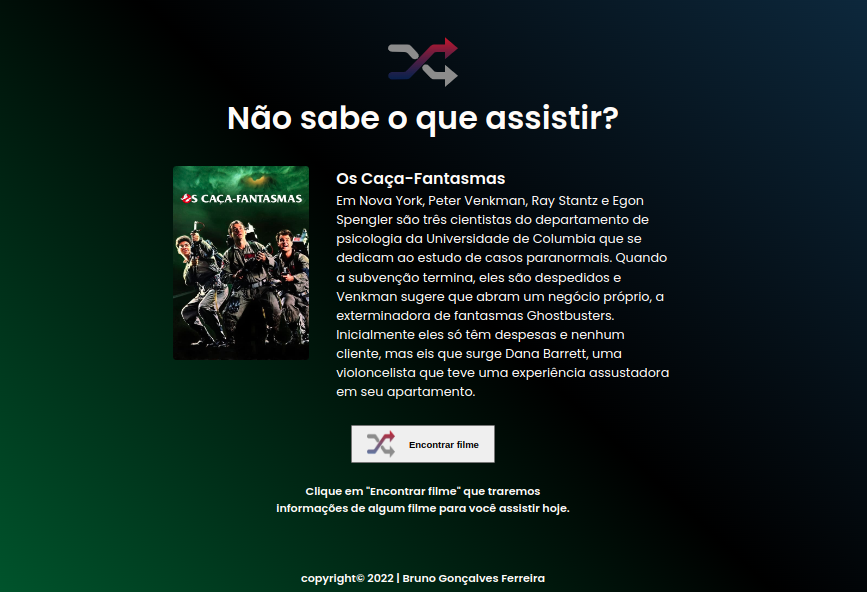 Não sabe o que assistir?
OS CAÇA-FANTASMAS
Os Caça-Fantasmas
Em Nova York, Peter Venkman, Ray Stantz e Egon
Spengler são três cientistas do departamento de
psicologia da Universidade de Columbia que se
dedicam ao estudo de casos paranormais. Quando
a subvenção termina, eles são despedidos e
Venkman sugere que abram um negócio próprio, a
exterminadora de fantasmas Ghostbusters.
Inicialmente eles só têm despesas e nenhum
cliente, mas eis que surge Dana Barrett, uma
violoncelista que teve uma experiência assustadora
em seu apartamento.
Encontrar filme
Clique em "Encontrar filme" que traremos
informações de algum filme para você assistir hoje.
copyright© 2022 | Bruno Gonçalves Ferreira